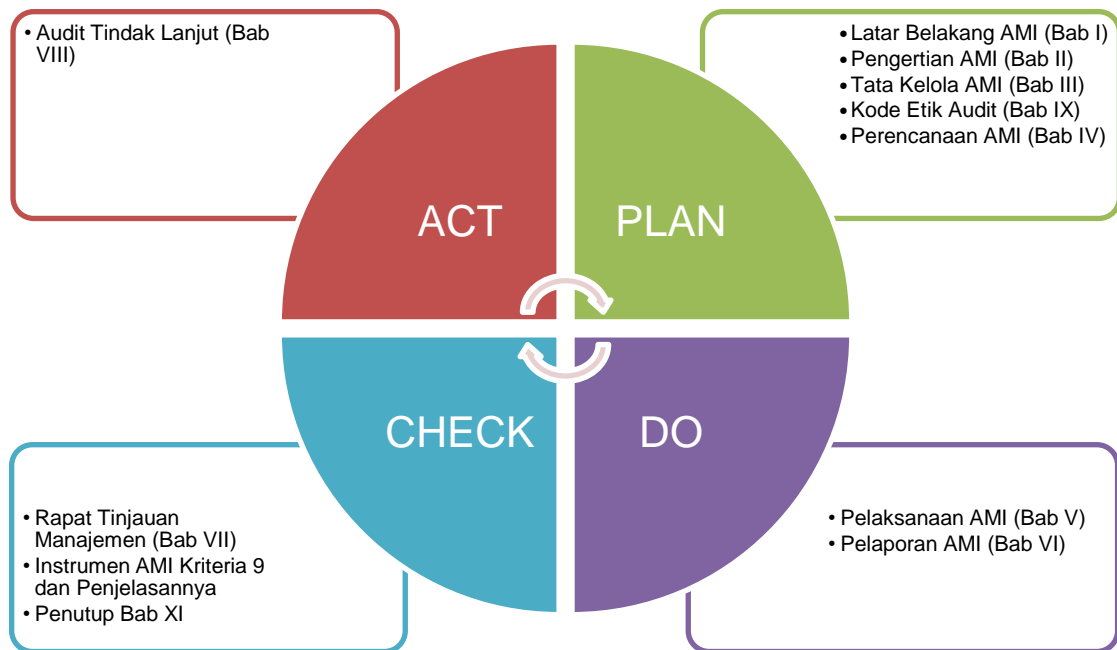 • Audit Tindak Lanjut (Bab
VIII)
• Latar Belakang AMI (Bab I)
• Pengertian AMI (Bab II)
• Tata Kelola AMI (Bab III)
• Kode Etik Audit (Bab IX)
• Perencanaan AMI (Bab IV)
ACT
PLAN
CHECK
DO
• Rapat Tinjauan
Manajemen (Bab VII)
• Instrumen AMI Kriteria 9
dan Penjelasannya
• Penutup Bab XI
• Pelaksanaan AMI (Bab V)
• Pelaporan AMI (Bab VI)